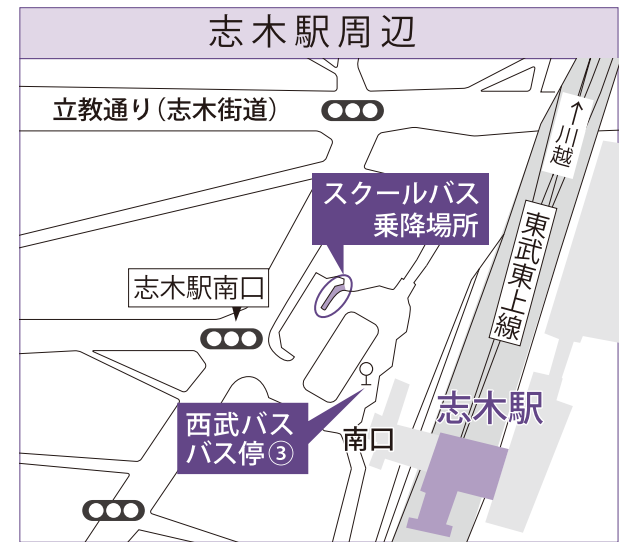 志木駅周辺
立教通り(志木街道)
↑川越
スクールバス
乗降場所
東武東上線
志木駅南口
志木駅
西武バス
バス停③
南口